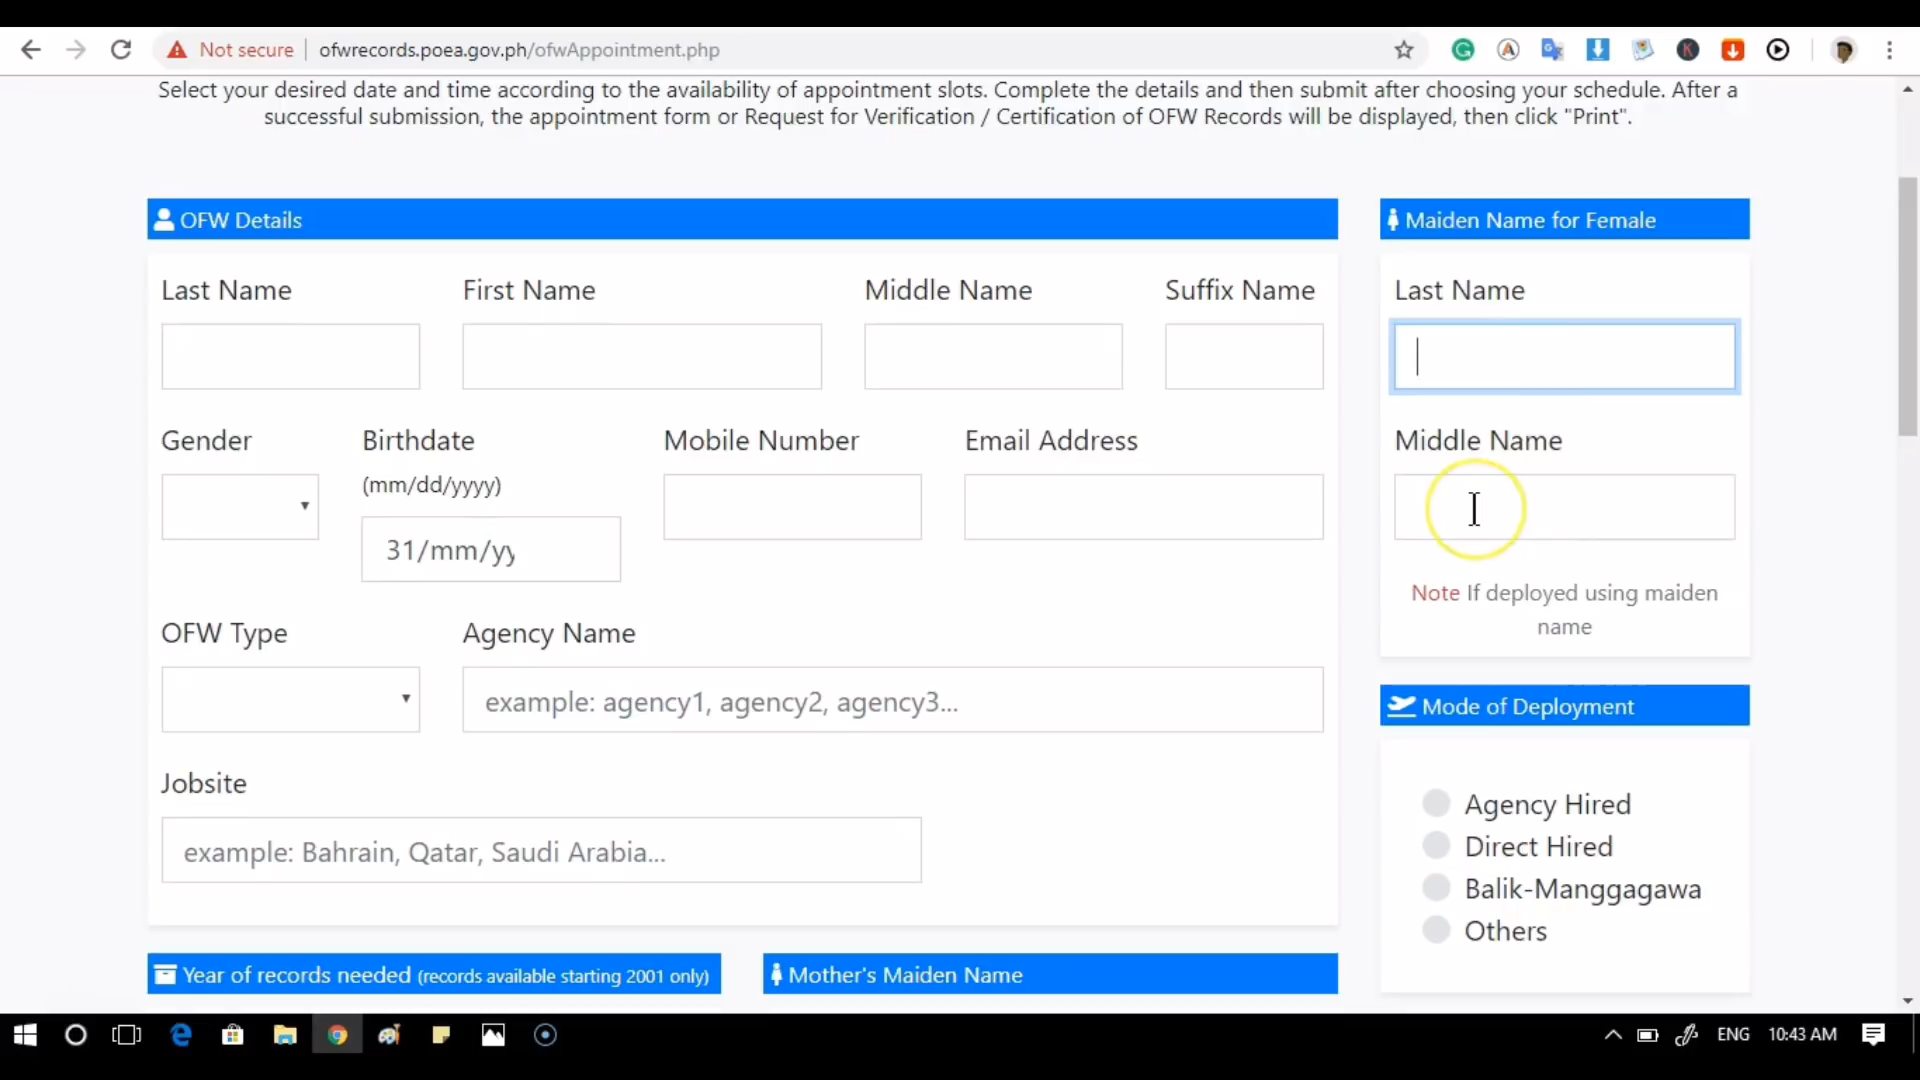 Not secure
ofwrecords.poea.gov.ph/ofwAppointment.php
Select your desired date and time according to the availability of appointment slots. Complete the details and then submit after choosing your schedule. After a
successful submission, the appointment form or Request for Verification / Certification of OFW Records will be displayed, then click "Print".
OFW Details
Last Name
First Name
Middle Name
Suffix Name
Gender
Birthdate
(mm/dd/yyyy)
31/mm/yy
Mobile Number
Email Address
OFW Type
Agency Name
example: agency1, agency2, agency3...
Jobsite
example: Bahrain, Qatar, Saudi Arabia...
Maiden Name for Female
Last Name
Middle Name
Note If deployed using maiden
name
Mode of Deployment
Agency Hired
Direct Hired
Balik-Manggagawa
Others
Year of records needed (records available starting 2001 only)
Mother's Maiden Name
ENG
10:43 AM